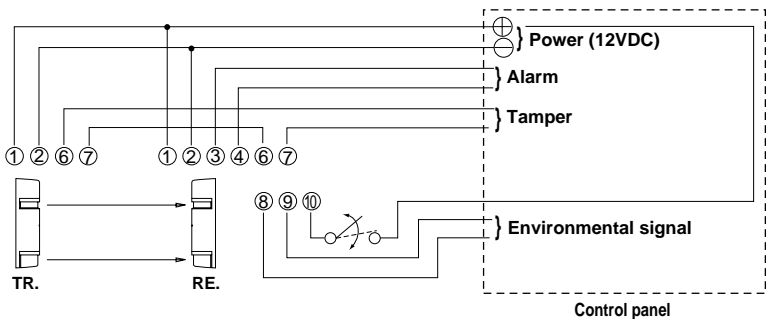 ⊕
⊖
} Power (12VDC)
} Alarm
} Tamper
① ② ⑥ ⑦ ① ② ③ ④ ⑥ ⑦
⑧ ⑨ ⑩
} Environmental signal
TR. RE.
Control panel